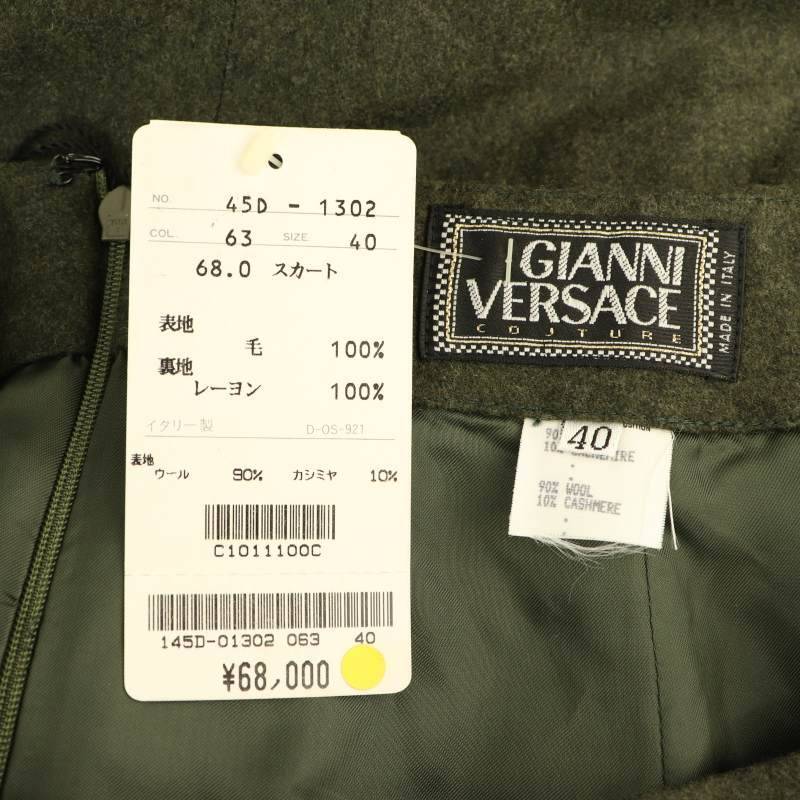 NO. 45D - 1302
COL. 63 SIZE 40
68.0 スカート
表地
毛 100%
裏地
レーヨン 100%
イタリー製 D-OS-921
表地
ウール 90% カシミヤ 10%
C1011100C
145D-01302 063 40
¥68,000
GIANNI
VERSACE
COUTURE
MADE IN ITALY
40
90%
10%
90% WOOL
10% CASHMERE